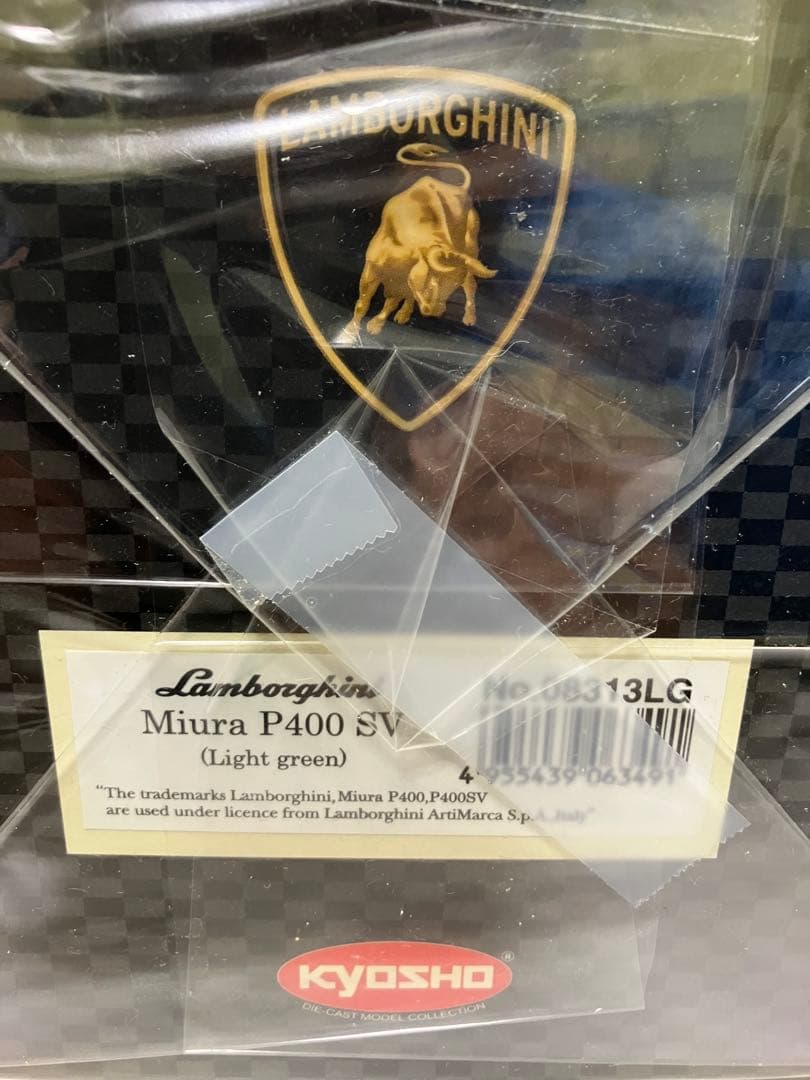 LAMBORGHINI
Lamborghini
No.08313LG
Miura P400 SV
(Light green)
4 955439 063491
"The trademarks Lamborghini, Miura P400,P400SV
are used under licence from Lamborghini ArtiMarca S.p.A.,Italy"
KYOSHO ®
DIE-CAST MODEL COLLECTION